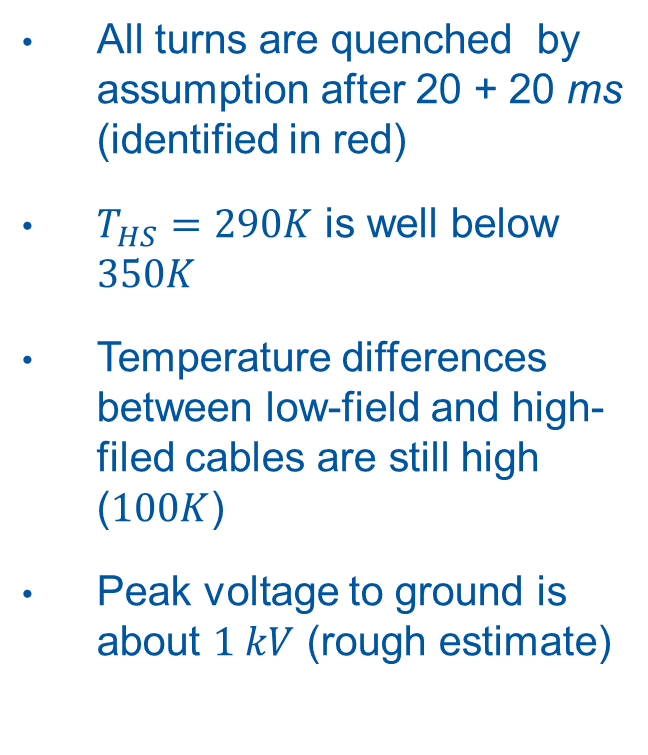 • All turns are quenched  by
assumption after 20 + 20 ms
(identified in red)
• T_HS = 290K is well below
350K
• Temperature differences
between low-field and high-
filed cables are still high
(100K)
• Peak voltage to ground is
about 1 kV (rough estimate)